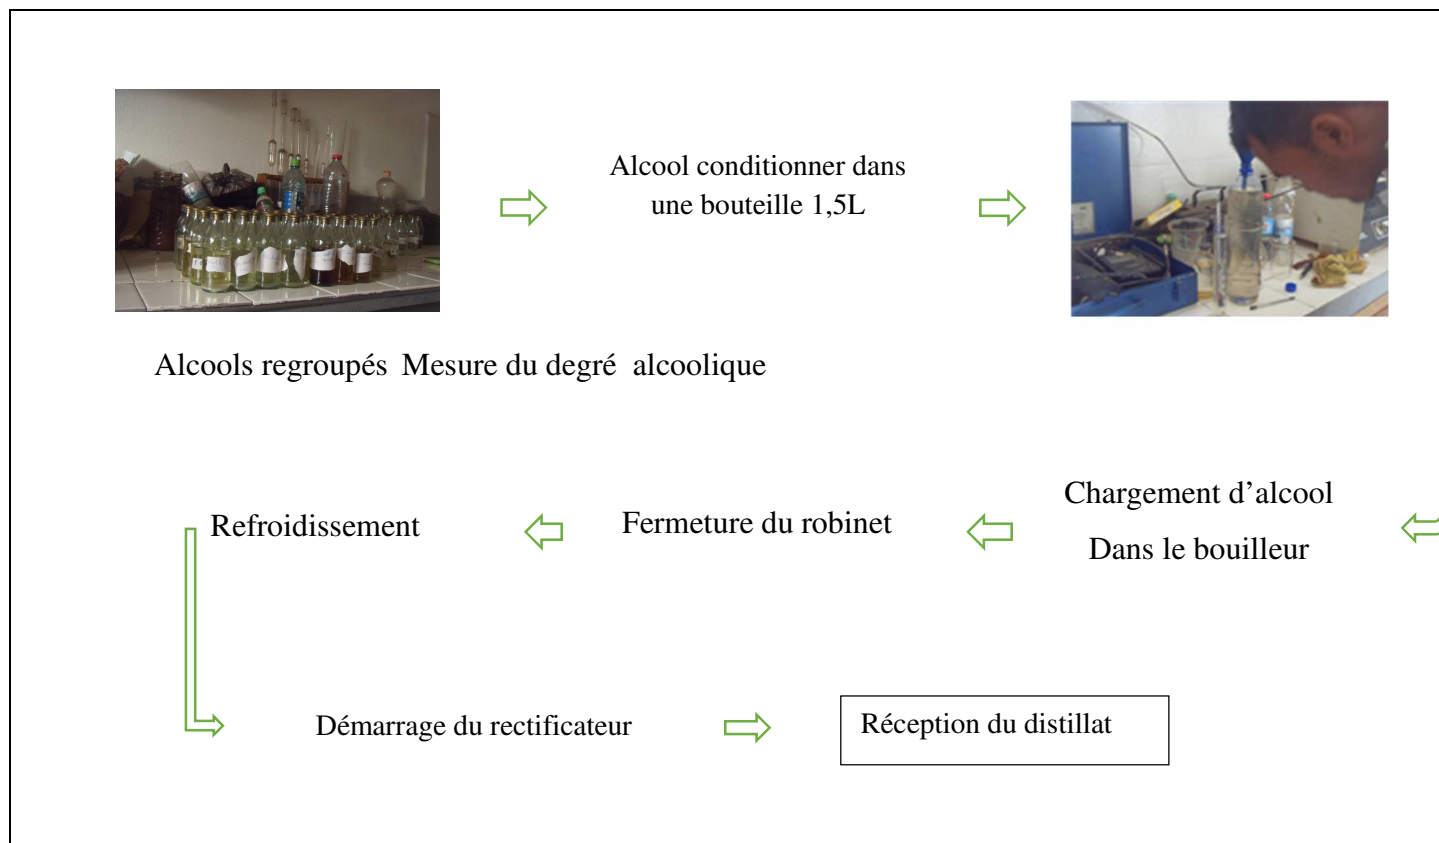 Alcool conditionner dans
une bouteille 1,5L
Alcools regroupés Mesure du degré alcoolique
Chargement d’alcool
Dans le bouilleur
Fermeture du robinet
Refroidissement
Démarrage du rectificateur
Réception du distillat